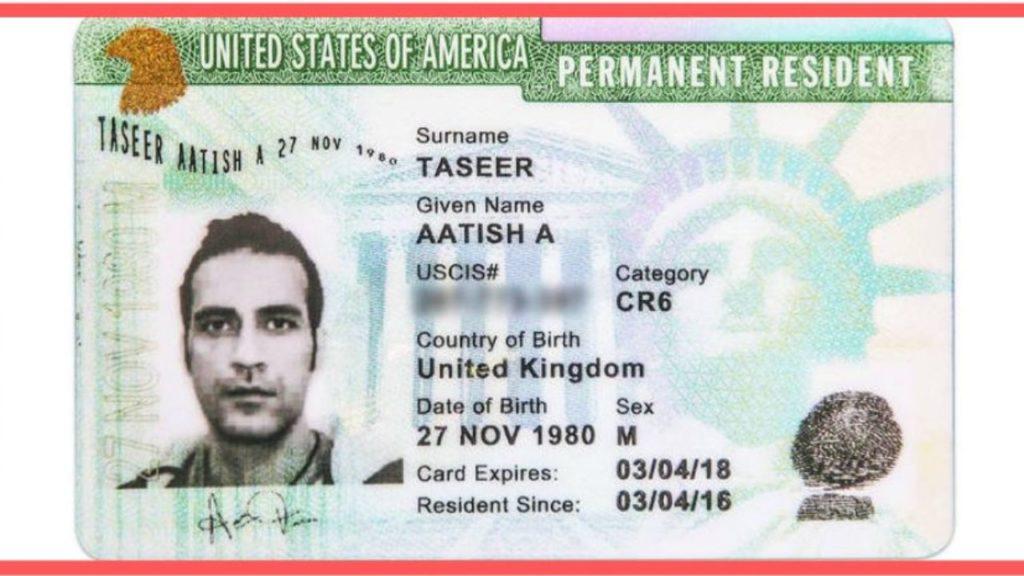 UNITED STATES OF AMERICA
PERMANENT RESIDENT
TASEER AATISH A 27 NOV 1980
Surname
TASEER
Given Name
AATISH A
USCIS#
Category
CR6
Country of Birth
United Kingdom
Date of Birth
Sex
27 NOV 1980
M
Card Expires: 03/04/18
Resident Since: 03/04/16
27 NOV 1980 M